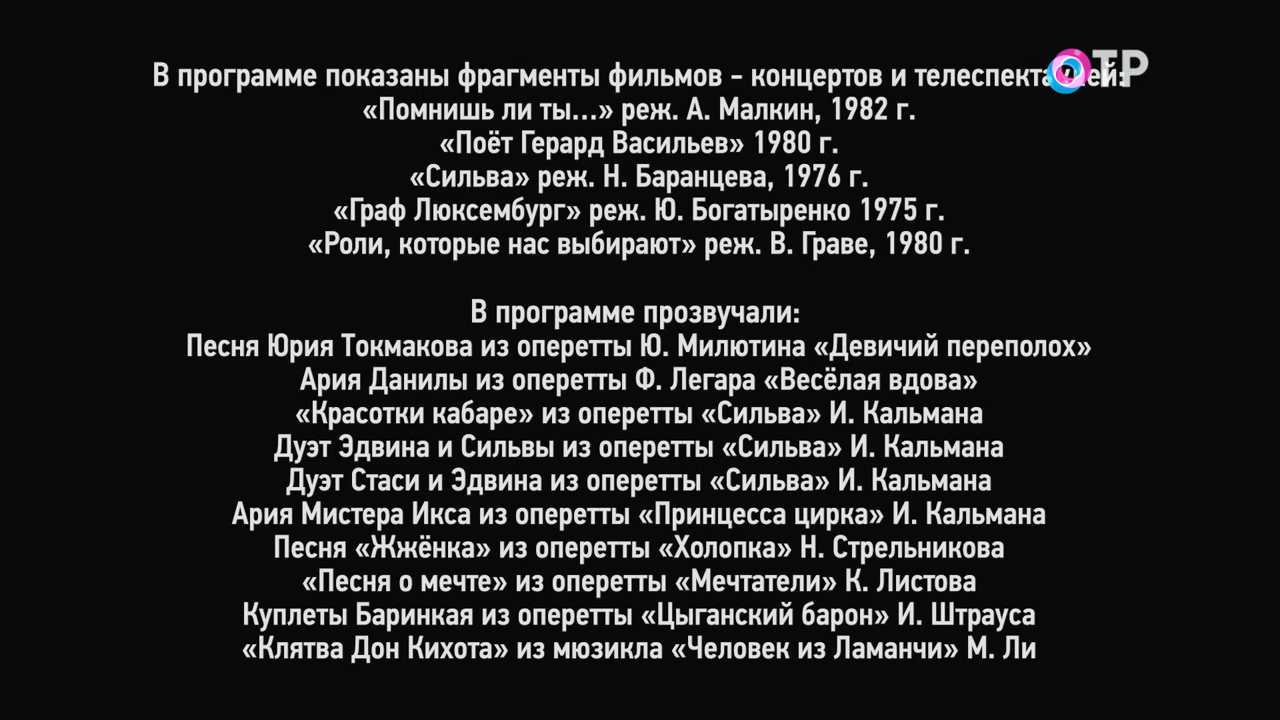 В программе показаны фрагменты фильмов - концертов и
ОТР
«Помнишь ли ты...» реж. А. Малкин, 1982 г.
«Поёт Герард Васильев» 1980 г.
«Сильва» реж. Н. Баранцева, 1976 г.
«Граф Люксембург» реж. Ю. Богатыренко 1975 г.
«Роли, которые нас выбирают» реж. В. Граве, 1980 г.
В программе прозвучали:
Песня Юрия Токмакова из оперетты Ю. Милютина «Девичий переполох»
Ария Данилы из оперетты Ф. Легара «Весёлая вдова»
«Красотки кабаре» из оперетты «Сильва» И. Кальмана
Дуэт Эдвина и Сильвы из оперетты «Сильва» И. Кальмана
Дуэт Стаси и Эдвина из оперетты «Сильва» И. Кальмана
Ария Мистера Икса из оперетты «Принцесса цирка» И. Кальмана
Песня «Жжёнка» из оперетты «Холопка» Н. Стрельникова
«Песня о мечте» из оперетты «Мечтатели» К. Листова
Куплеты Баринкая из оперетты «Цыганский барон» И. Штрауса
«Клятва Дон Кихота» из мюзикла «Человек из Ламанчи» М. Ли